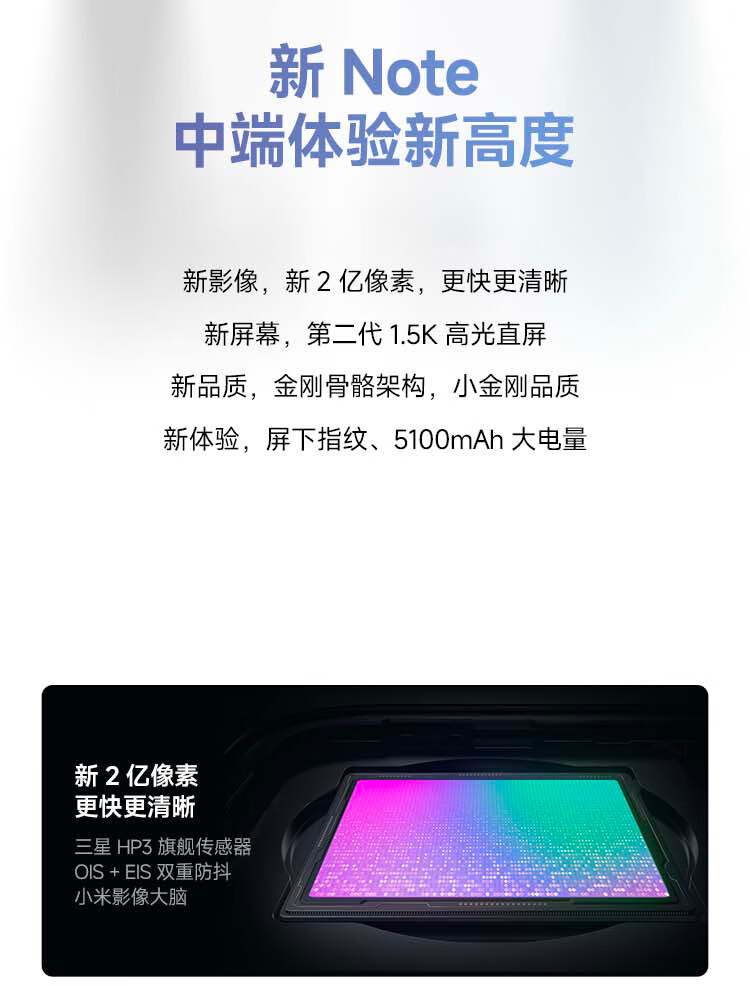 新 Note
中端体验新高度
新影像，新 2 亿像素，更快更清晰
新屏幕，第二代 1.5K 高光直屏
新品质，金刚骨骼架构，小金刚品质
新体验，屏下指纹、5100mAh 大电量
新 2 亿像素
更快更清晰
三星 HP3 旗舰传感器
OIS + EIS 双重防抖
小米影像大脑